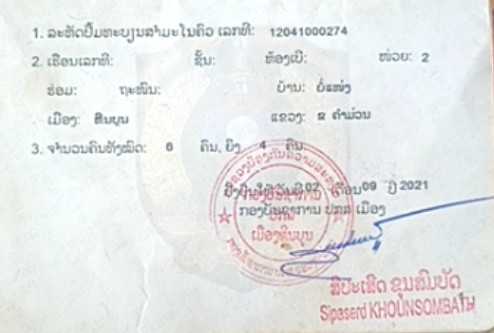 1. ລະຫັດປຶ້ມທະບຽນສຳມະໂນຄົວ ເລກທີ: 12041000274
2. ເຮືອນເລກທີ: ຊັ້ນ: ຫ້ອງເບີ: ໜ່ວຍ: 2
ຮ່ອມ: ຖະໜົນ: ບ້ານ: ບໍ່ແໜ່ງ
ເມືອງ: ຫີນບູນ ແຂວງ: ຂ ຄຳມ່ວນ
3. ຈຳນວນຄົນທັງໝົດ: 6 ຄົນ, ຍິງ 4 ຄົນ
ວັນທີ 02 ເດືອນ 09 ປີ 2021
ກອງບັນຊາການ ປກສ ເມືອງ
ເມືອງຫີນບູນ
ສີປະເສີດ ຂຸນສົມບັດ
Sipaserd KHOUNSOMBATH